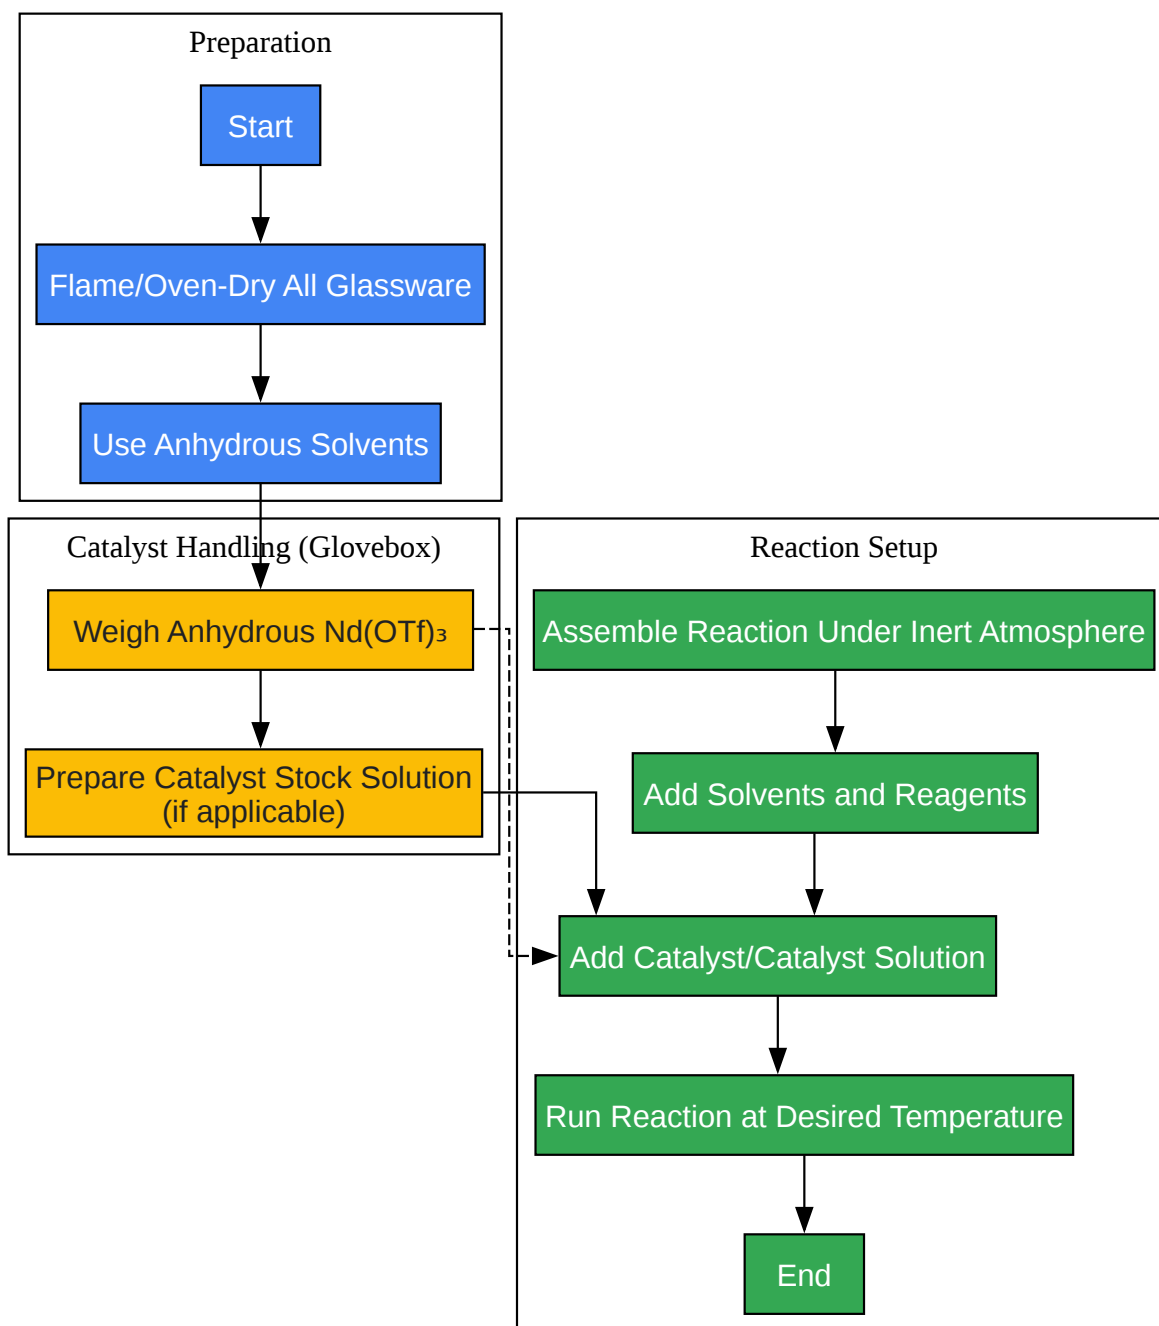 Preparation
Start
Flame/Oven-Dry All Glassware
Use Anhydrous Solvents
Catalyst Handling (Glovebox)
Weigh Anhydrous Nd(OTf)₃
Prepare Catalyst Stock Solution
(if applicable)
Reaction Setup
Assemble Reaction Under Inert Atmosphere
Add Solvents and Reagents
Add Catalyst/Catalyst Solution
Run Reaction at Desired Temperature
End